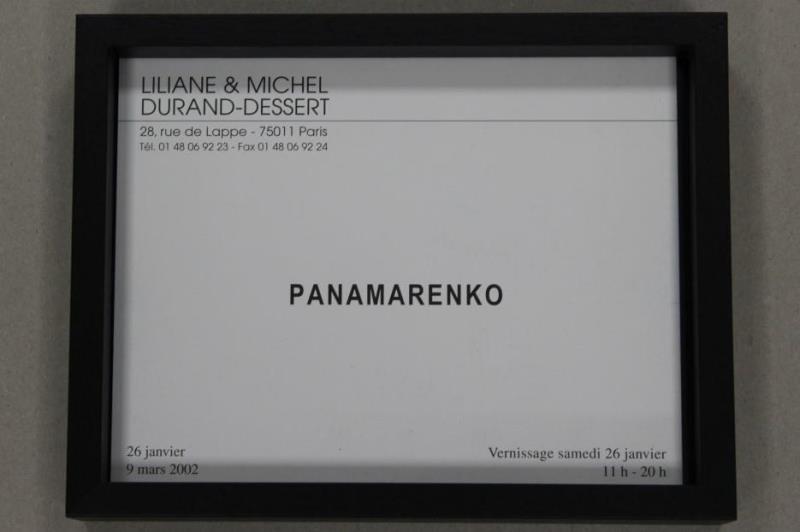 LILIANE & MICHEL
DURAND-DESSERT
28, rue de Lappe - 75011 Paris
Tél. 01 48 06 92 23 - Fax 01 48 06 92 24
PANAMARENKO
26 janvier
9 mars 2002
Vernissage samedi 26 janvier
11 h - 20 h